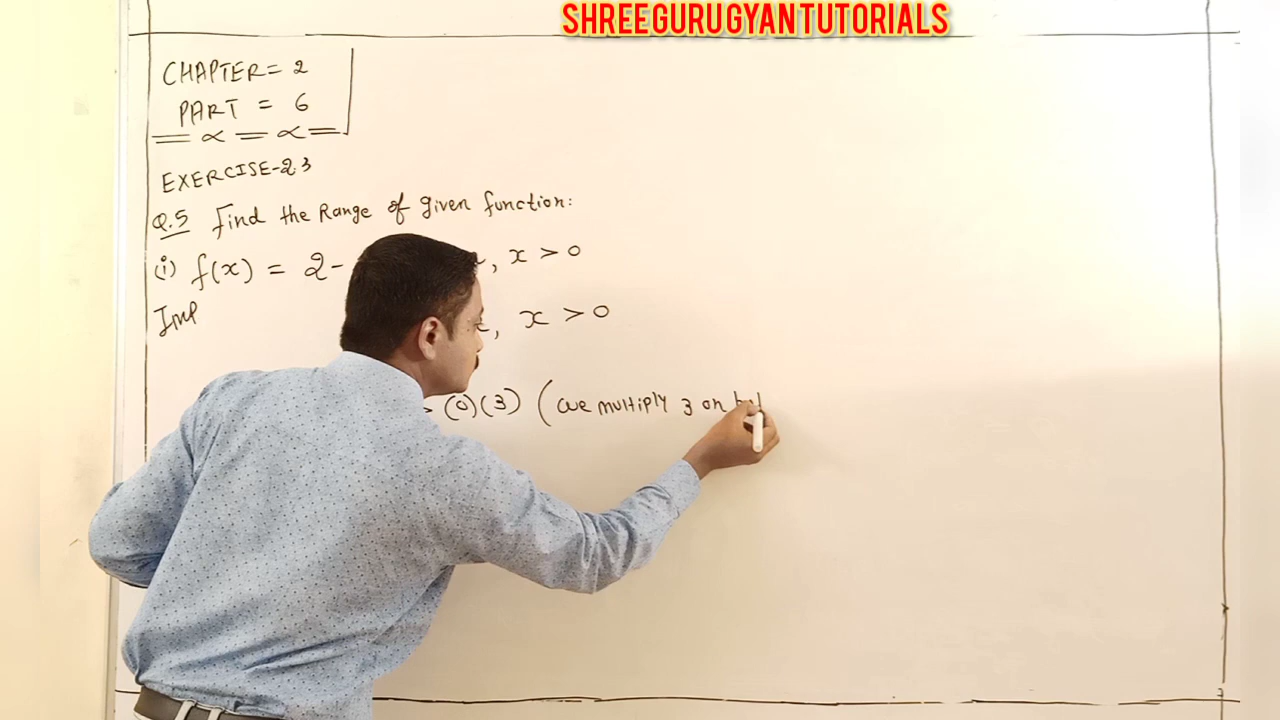 SHREE GURU GYAN TUTORIALS
CHAPTER = 2
PART = 6
EXERCISE-2.3
Q.5 Find the Range of given function:
(i) f(x) = 2 - , x > 0
x, x > 0
(0)(3) (we multiply 3 on